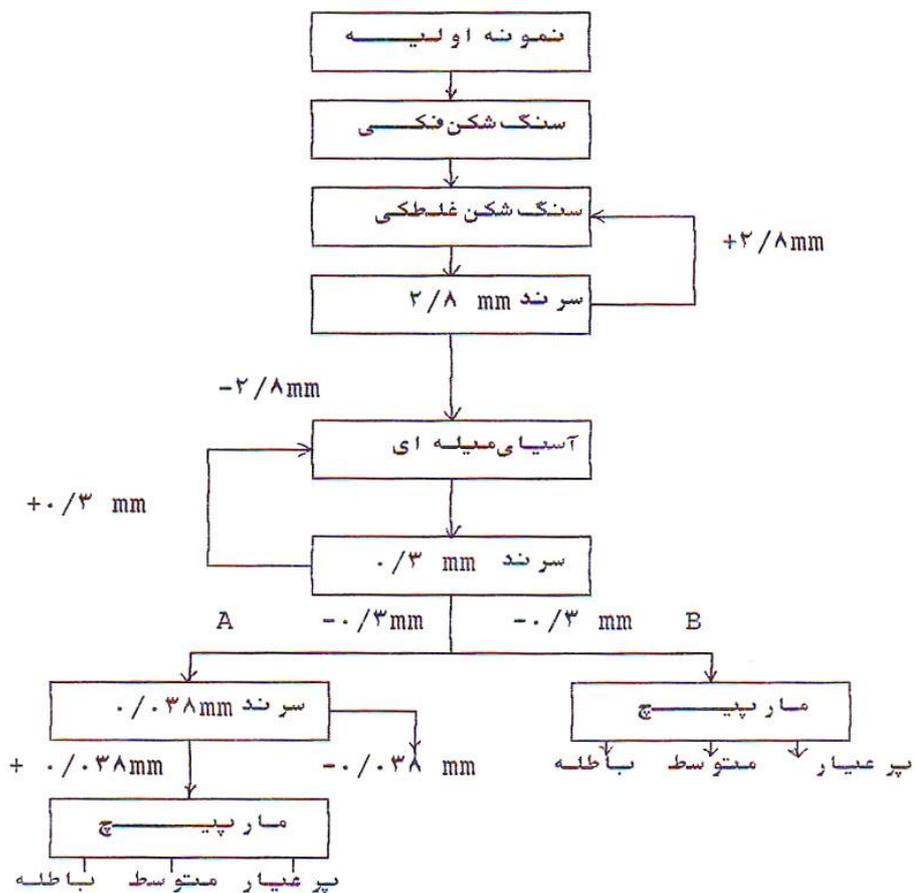 نمونه اولیه
سنگ شکن فکی
سنگ شکن غلطکی
+۲/۸mm
سرند ۲/۸ mm
-۲/۸mm
آسیای میله ای
+۰/۳ mm
سرند ۰/۳ mm
A -۰/۳mm -۰/۳ mm B
سرند ۰/۰۳۸mm
مارپیچ
+ ۰/۰۳۸mm -۰/۰۳۸ mm
پرعیار متوسط باطله
مارپیچ
پرعیار متوسط باطله